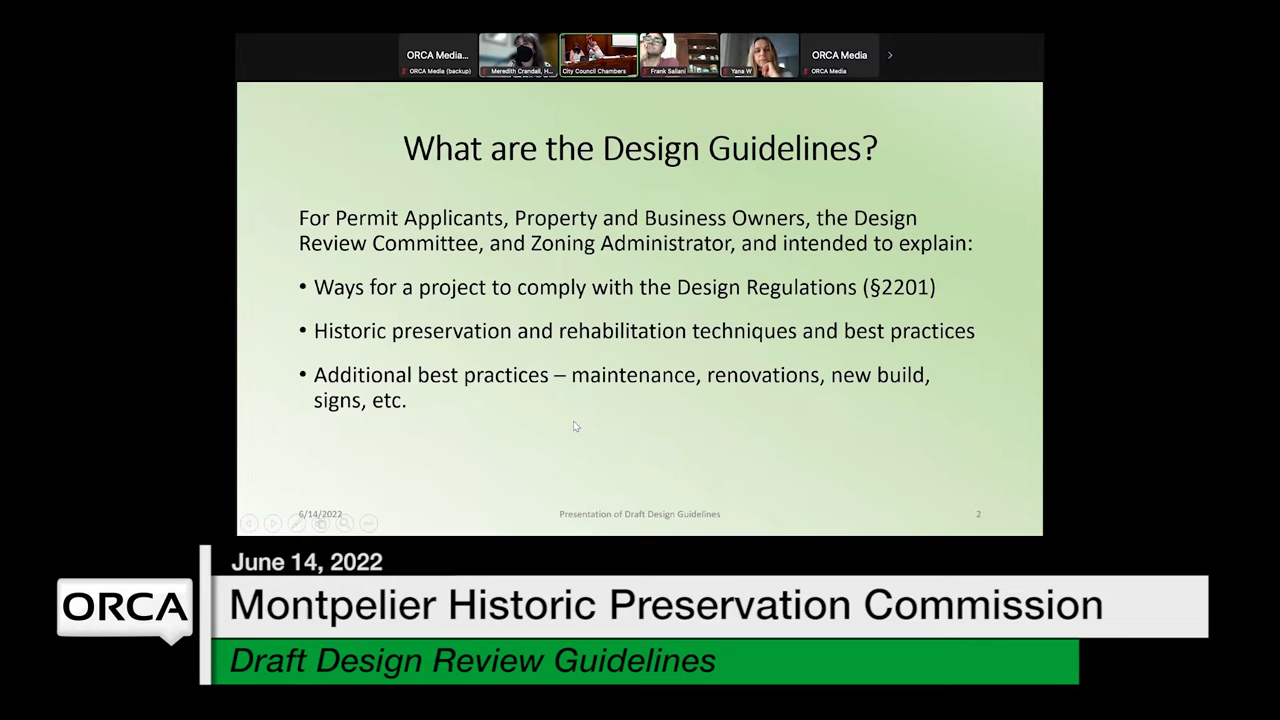 ORCA Media...
ORCA Media
ORCA Media (backup)
Meredith Crandall, H...
City Council Chambers
Frank Sallani
Yana W
ORCA Media
What are the Design Guidelines?
For Permit Applicants, Property and Business Owners, the Design
Review Committee, and Zoning Administrator, and intended to explain:
• Ways for a project to comply with the Design Regulations (§2201)
• Historic preservation and rehabilitation techniques and best practices
• Additional best practices – maintenance, renovations, new build,
signs, etc.
6/14/2022
Presentation of Draft Design Guidelines
2
June 14, 2022
ORCA
Montpelier Historic Preservation Commission
Draft Design Review Guidelines